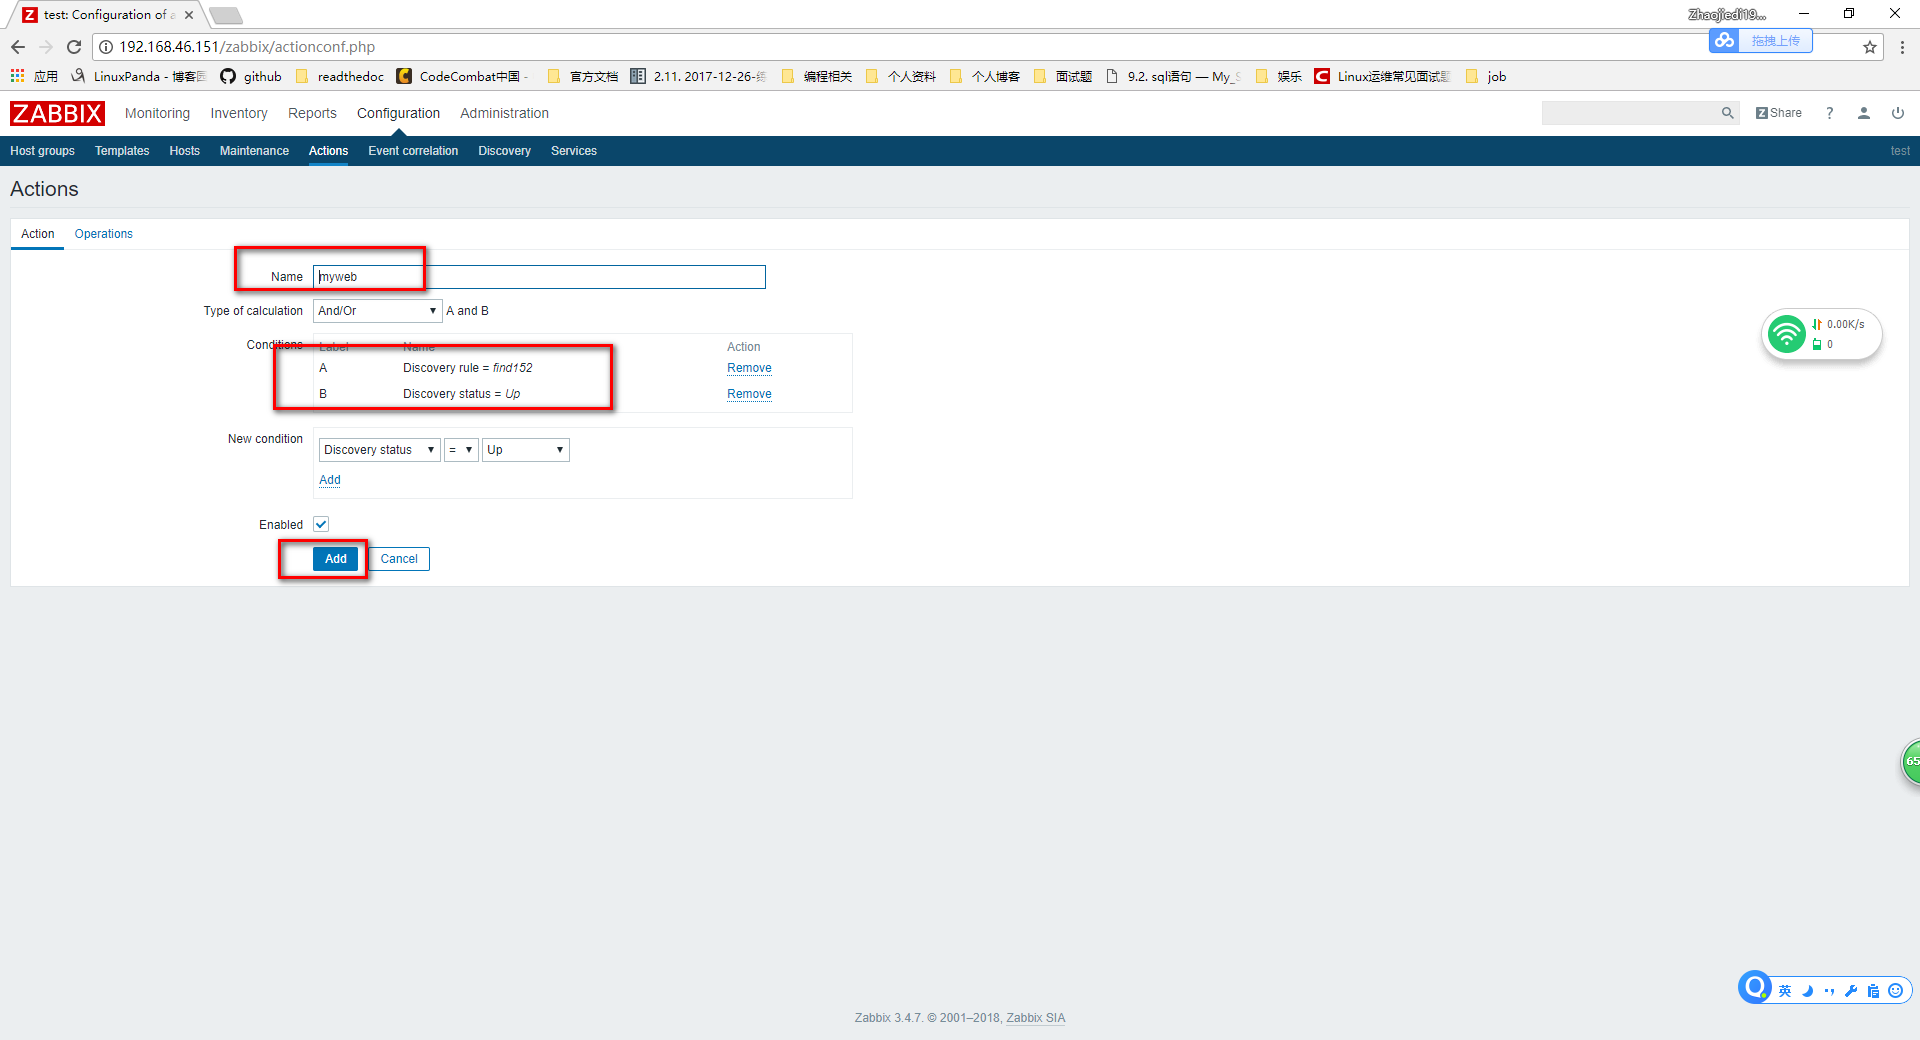 test: Configuration of a
Zhaojiedi19...
192.168.46.151/zabbix/actionconf.php
拖拽上传
应用 LinuxPanda - 博客园 github readthedoc CodeCombat中国 - 官方文档 2.11. 2017-12-26- 编程相关 个人资料 个人博客 面试题 9.2. sql语句 — My_S 娱乐 Linux运维常见面试题 job
ZABBIX Monitoring Inventory Reports Configuration Administration Z Share ?
Host groups Templates Hosts Maintenance Actions Event correlation Discovery Services test
Actions
Action Operations
Name myweb
Type of calculation And/Or A and B
Conditions Label Name Action
A Discovery rule = find152 Remove
B Discovery status = Up Remove
New condition Discovery status = Up
Add
Enabled
Add Cancel
0.00K/s
0
65
英
Zabbix 3.4.7. © 2001–2018, Zabbix SIA